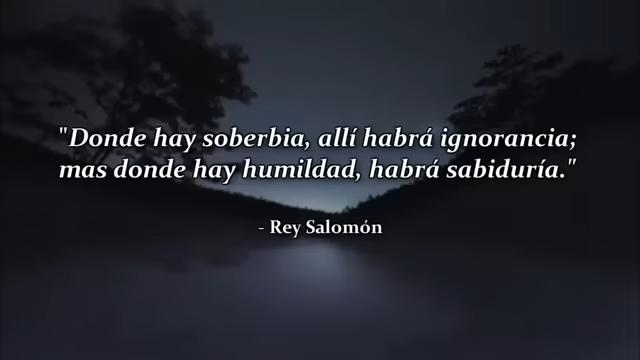 "Donde hay soberbia, allí habrá ignorancia;
mas donde hay humildad, habrá sabiduría."
- Rey Salomón